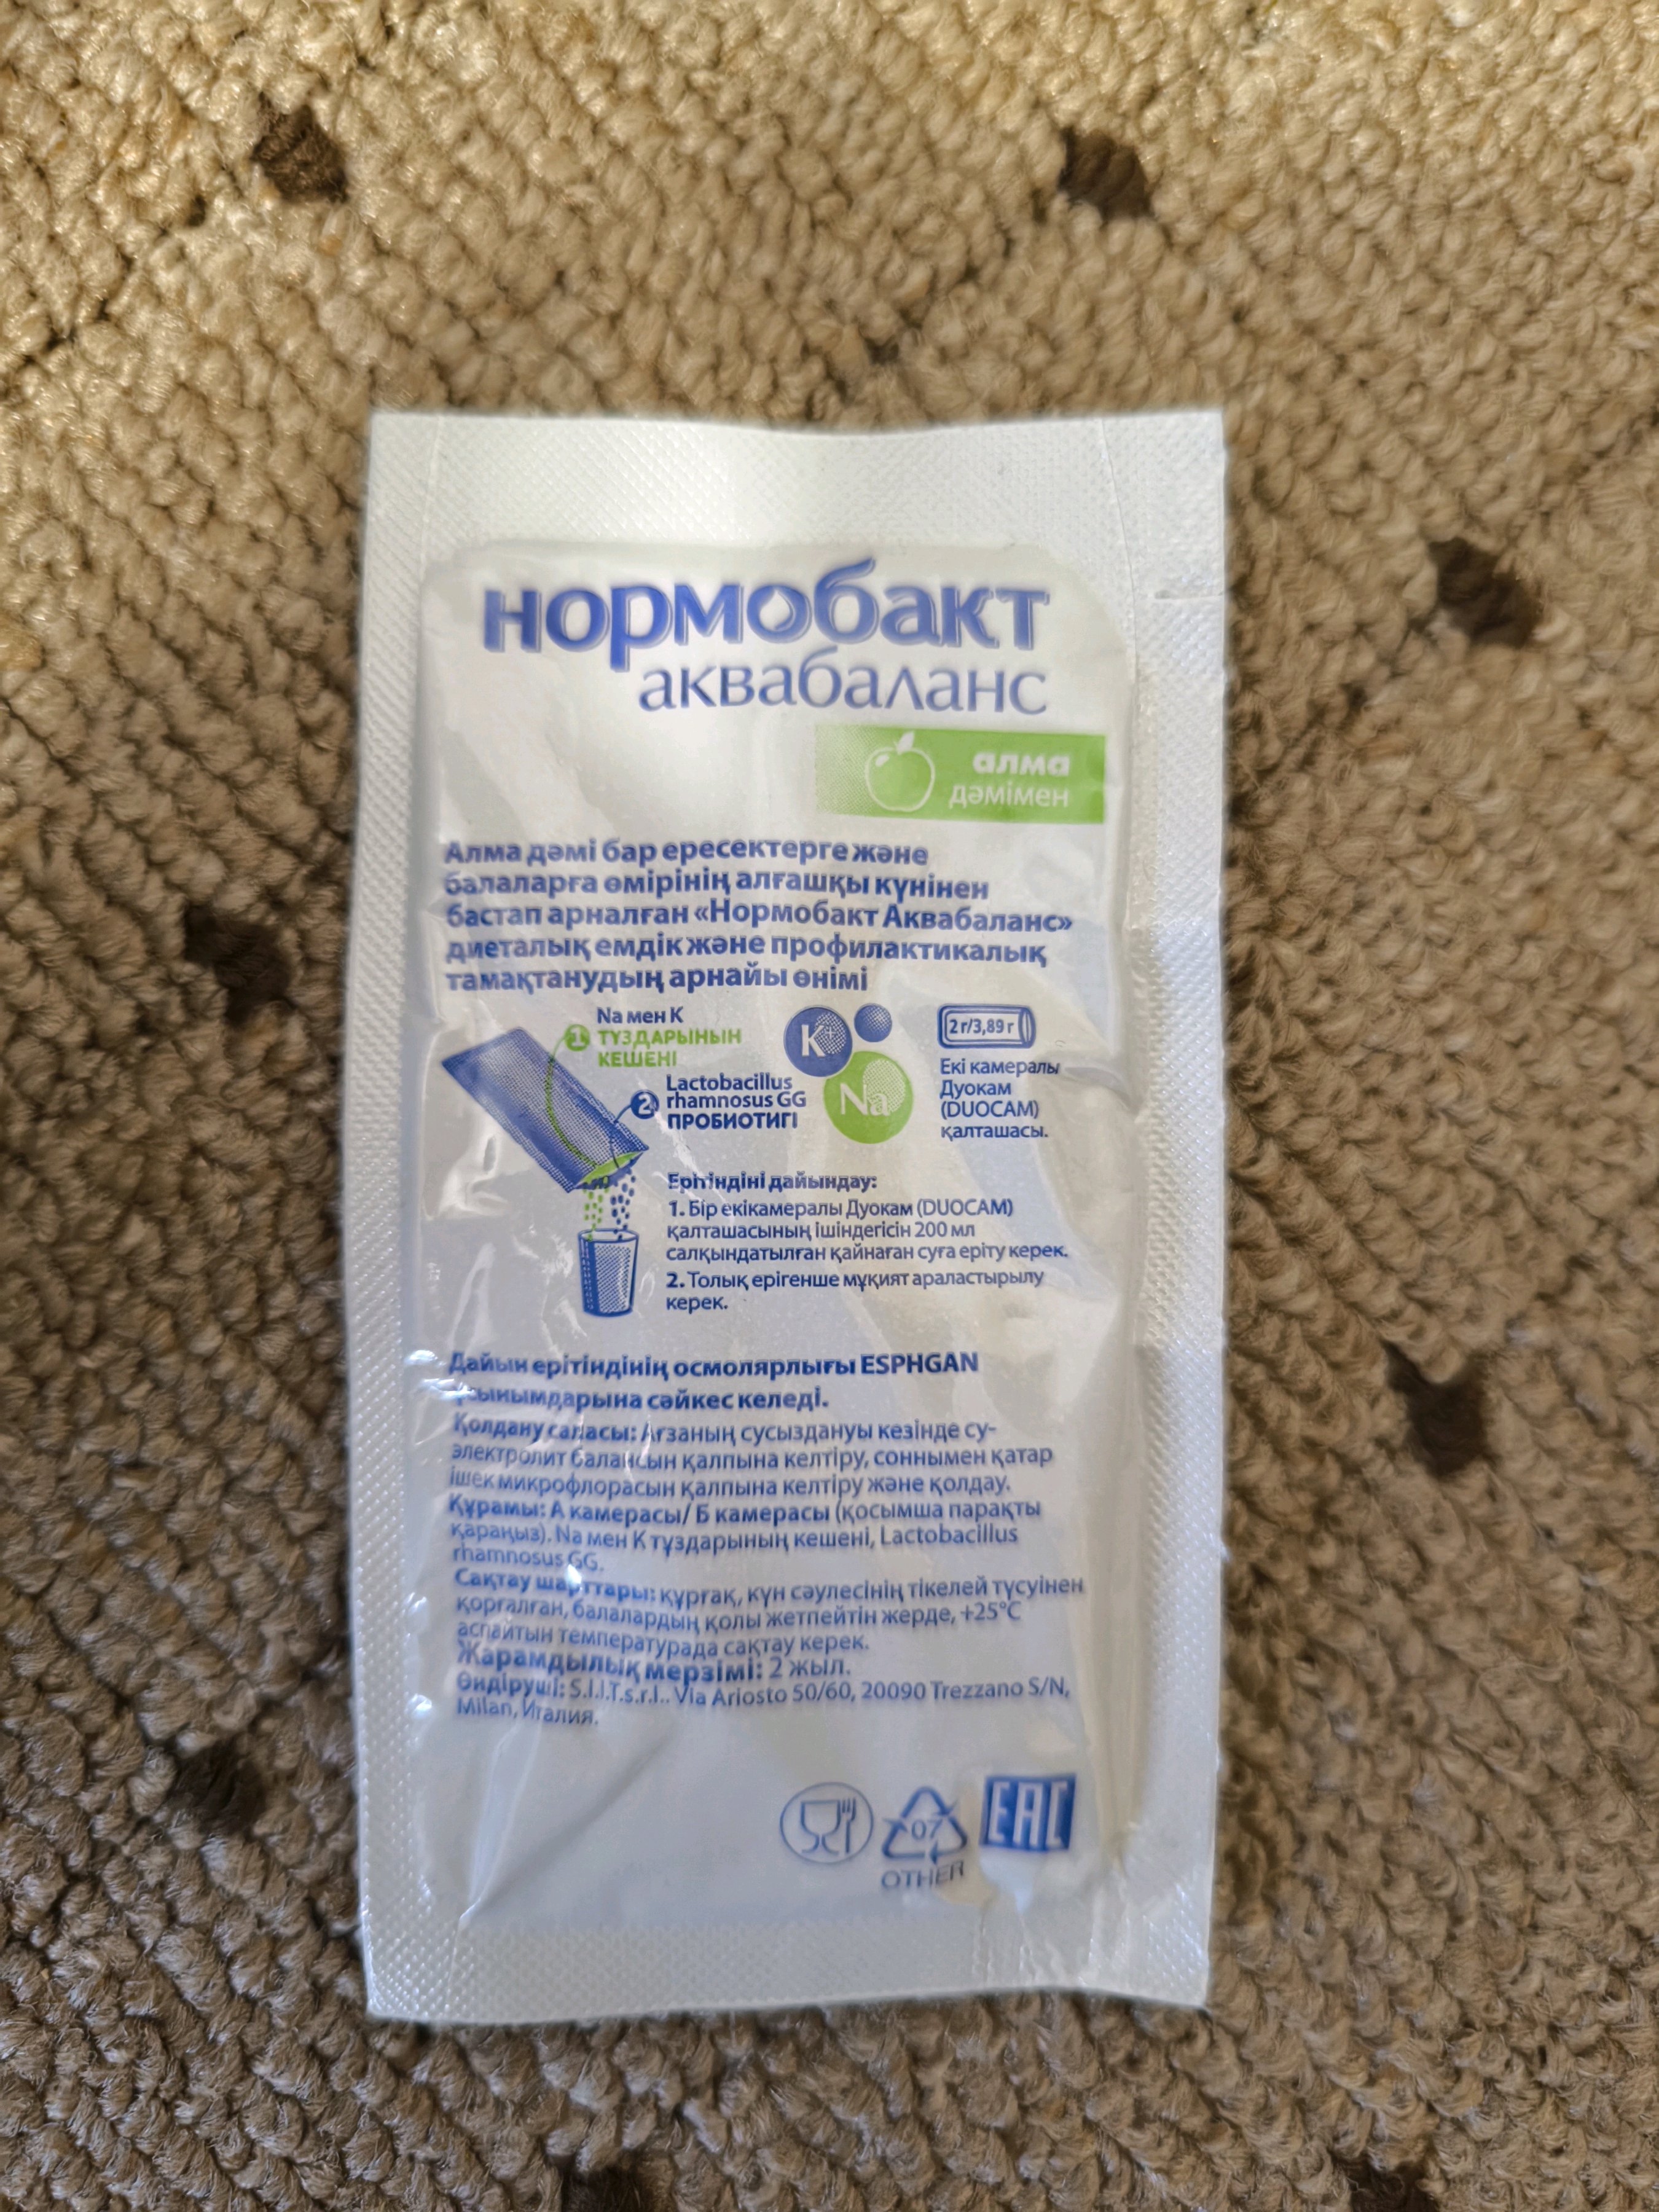 нормобакт
аквабаланс
алма
дәмімен
Алма дәмі бар ересектерге және
балаларға өмірінің алғашқы күнінен
бастап арналған «Нормобакт Аквабаланс»
диеталық емдік және профилактикалық
тамақтанудың арнайы өнімі
1 Na мен K
ТҰЗДАРЫНЫН
КЕШЕНІ
2 Lactobacillus
rhamnosus GG
ПРОБИОТИГІ
K+
Na
2 г/3,89 г
Екі камералы
Дуокам
(DUOCAM)
қалташасы.
Ерітіндіні дайындау:
1. Бір екікамералы Дуокам (DUOCAM)
қалташасының ішіндегісін 200 мл
салқындатылған қайнаған суға еріту керек.
2. Толық ерігенше мұқият араластырылу
керек.
Дайын ерітіндінің осмолярлығы ESPHGAN
ұсынымдарына сәйкес келеді.
Қолдану саласы: Ағзаның сусыздануы кезінде су-
электролит балансын қалпына келтіру, соннымен қатар
ішек микрофлорасын қалпына келтіру және қолдау.
Құрамы: А камерасы/ Б камерасы (қосымша парақты
қараңыз). Na мен K тұздарының кешені, Lactobacillus
rhamnosus GG.
Сақтау шарттары: құрғақ, күн сәулесінің тікелей түсуінен
қорғалған, балалардың қолы жетпейтін жерде, +25°С
аспайтын температурада сақтау керек.
Жарамдылық мерзімі: 2 жыл.
Өндіруші: S.I.I.T.s.r.l.. Via Ariosto 50/60, 20090 Trezzano S/N,
Milan, Италия.
07
OTHER
EAC